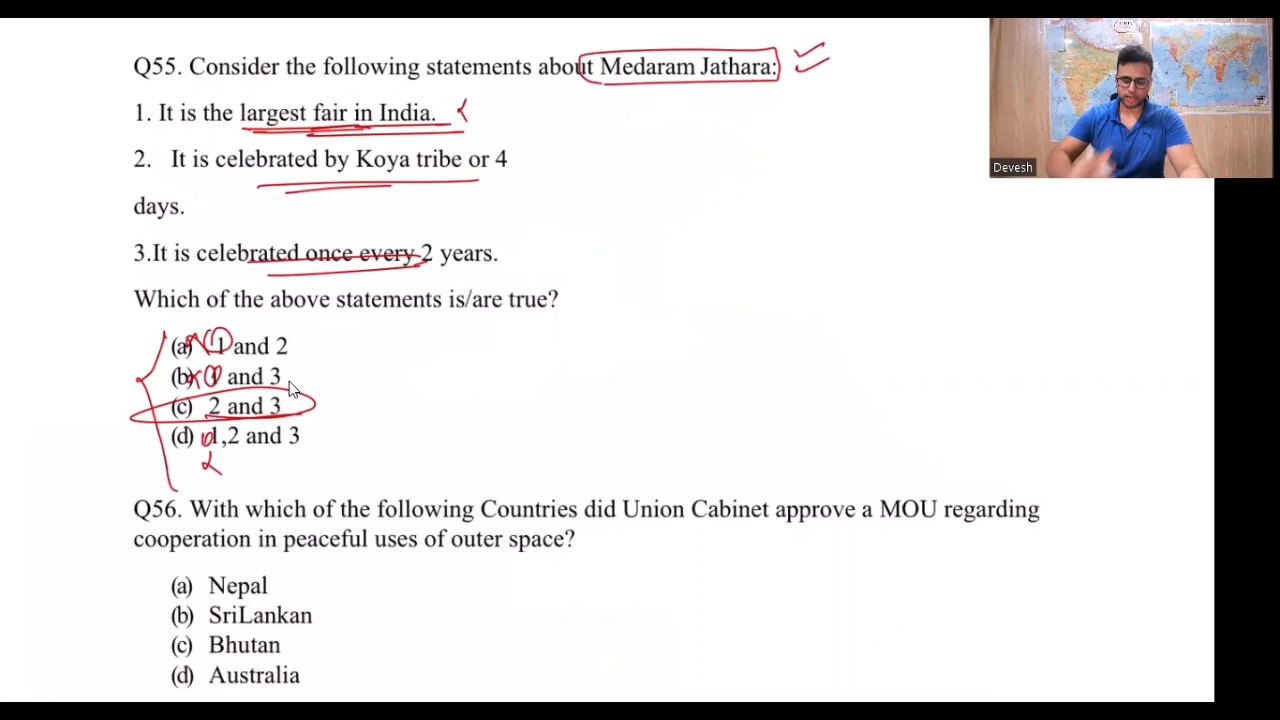 Q55. Consider the following statements about Medaram Jathara:
1. It is the largest fair in India.
2. It is celebrated by Koya tribe or 4
days.
3.It is celebrated once every 2 years.
Which of the above statements is/are true?
(a) 1 and 2
(b) 1 and 3
(c) 2 and 3
(d) 1,2 and 3
Q56. With which of the following Countries did Union Cabinet approve a MOU regarding
cooperation in peaceful uses of outer space?
(a) Nepal
(b) SriLankan
(c) Bhutan
(d) Australia
Devesh